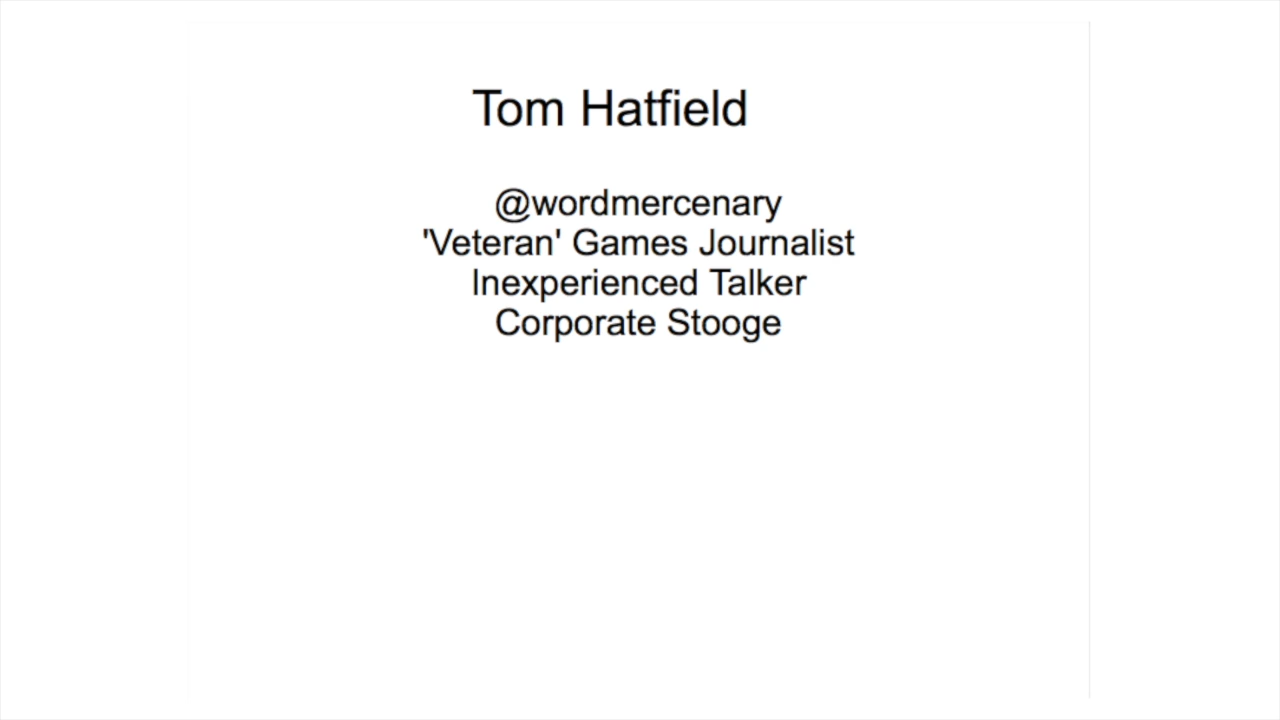 Tom Hatfield
@wordmercenary
'Veteran' Games Journalist
Inexperienced Talker
Corporate Stooge